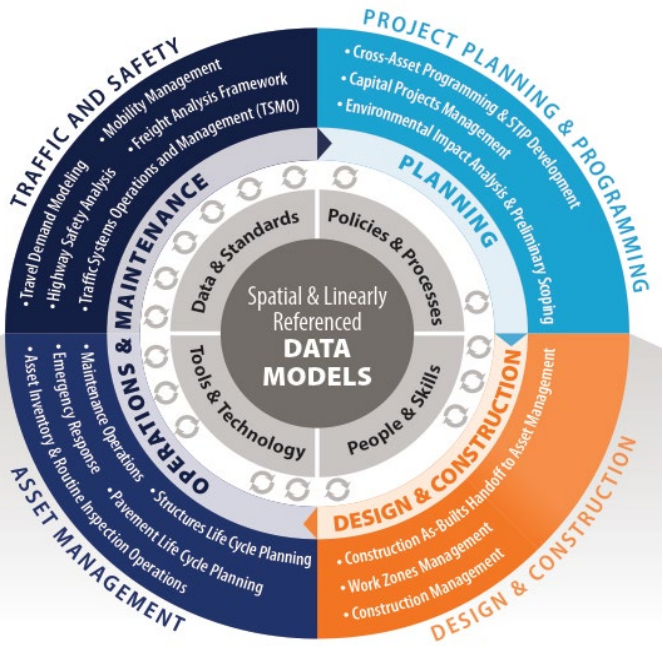 TRAFFIC AND SAFETY
• Travel Demand Modeling
• Highway Safety Analysis
• Traffic Systems Operations and Management (TSMO)
• Mobility Management
• Freight Analysis Framework
PROJECT PLANNING & PROGRAMMING
• Cross-Asset Programming & STIP Development
• Capital Projects Management
• Environmental Impact Analysis & Preliminary Scoping
OPERATIONS & MAINTENANCE
PLANNING
DESIGN & CONSTRUCTION
Data & Standards
Policies & Processes
Spatial & Linearly
Referenced
DATA
MODELS
Tools & Technology
People & Skills
• Maintenance Operations
• Emergency Response
• Asset Inventory & Routine Inspection Operations
• Structures Life Cycle Planning
• Pavement Life Cycle Planning
ASSET MANAGEMENT
• Construction As-Builts Handoff to Asset Management
• Work Zones Management
• Construction Management
DESIGN & CONSTRUCTION